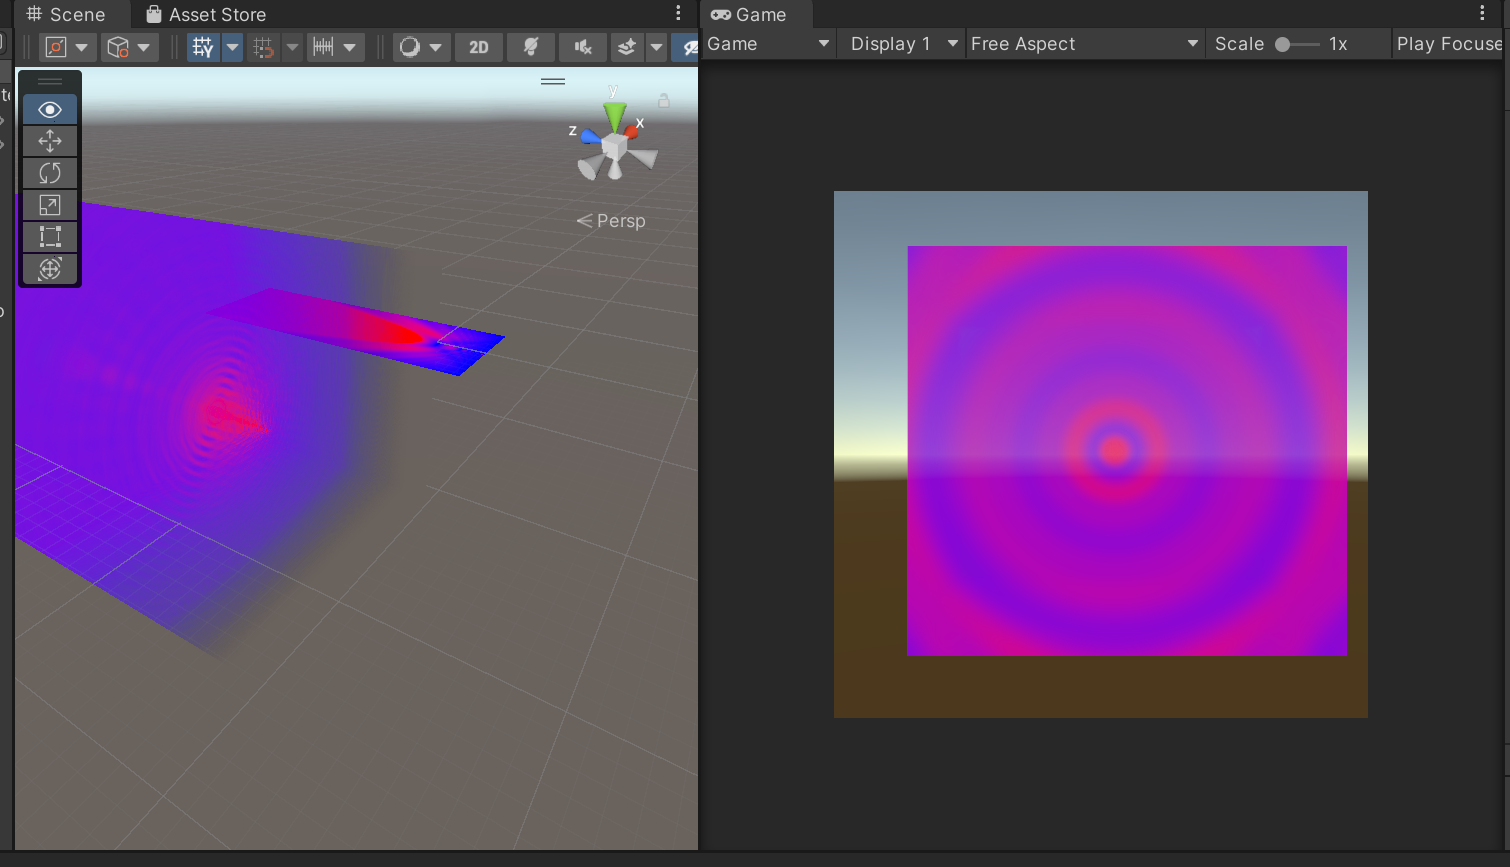 Scene
Asset Store
Game
2D
Game
Display 1
Free Aspect
Scale
1x
Play Focuse
y
x
z
Persp